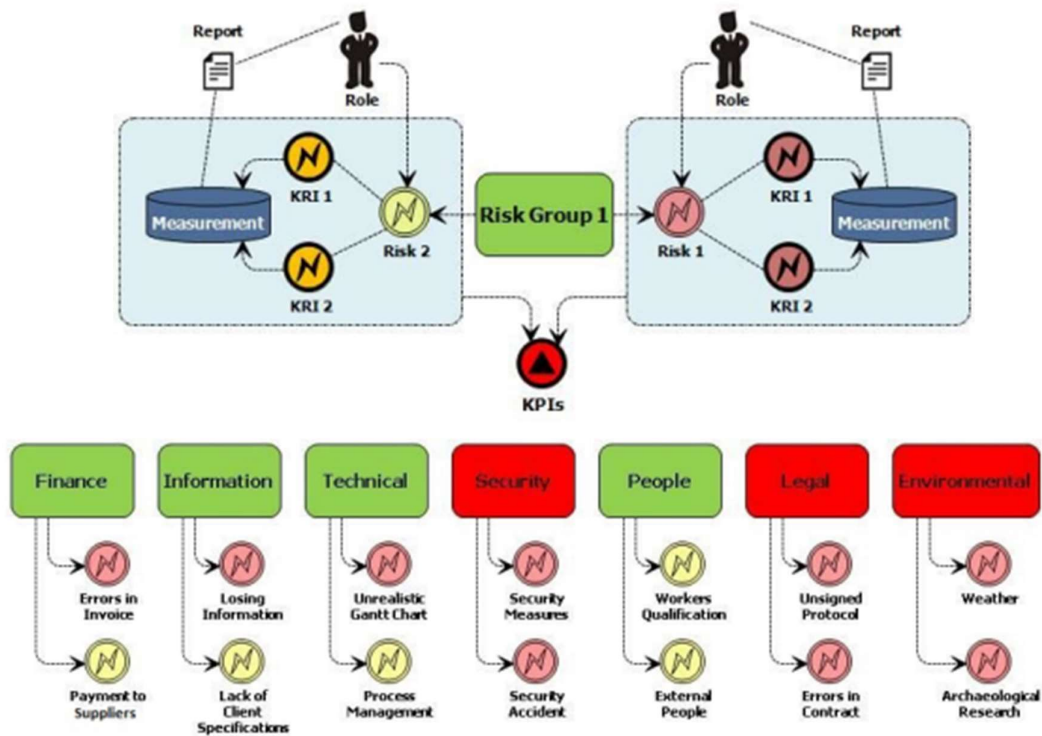 Report
Role
Role
Report
KRI 1
KRI 1
Measurement
Risk Group 1
Measurement
Risk 2
Risk 1
KRI 2
KRI 2
KPIs
Finance
Information
Technical
Security
People
Legal
Environmental
Errors in
Invoice
Losing
Information
Unrealistic
Gantt Chart
Security
Measures
Workers
Qualification
Unsigned
Protocol
Weather
Payment to
Suppliers
Lack of
Client
Specifications
Process
Management
Security
Accident
External
People
Errors in
Contract
Archaeological
Research